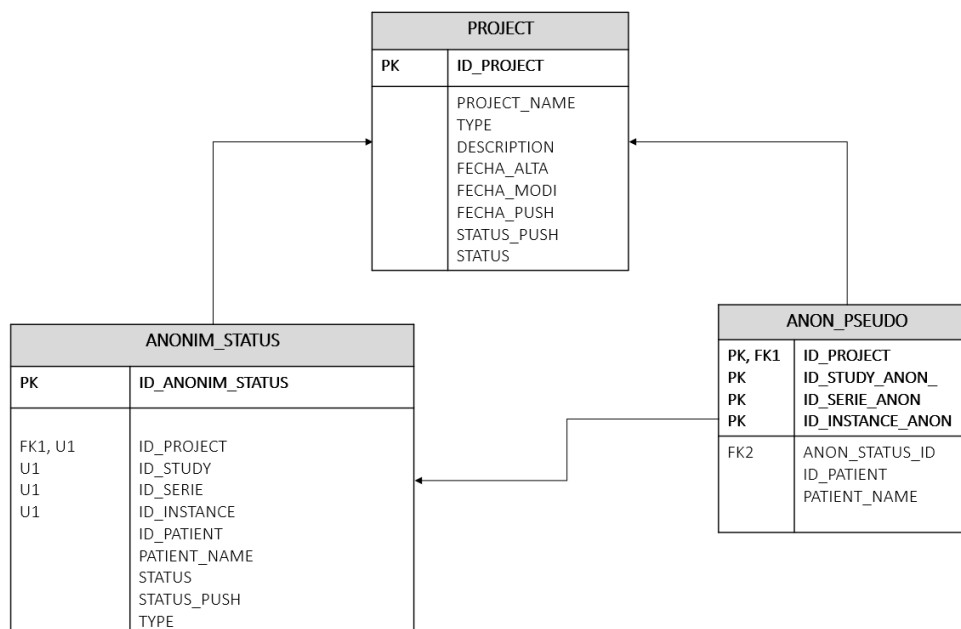 PROJECT
PK ID_PROJECT
PROJECT_NAME
TYPE
DESCRIPTION
FECHA_ALTA
FECHA_MODI
FECHA_PUSH
STATUS_PUSH
STATUS
ANONIM_STATUS
PK ID_ANONIM_STATUS
FK1, U1 ID_PROJECT
U1 ID_STUDY
U1 ID_SERIE
U1 ID_INSTANCE
ID_PATIENT
PATIENT_NAME
STATUS
STATUS_PUSH
TYPE
ANON_PSEUDO
PK, FK1 ID_PROJECT
PK ID_STUDY_ANON_
PK ID_SERIE_ANON
PK ID_INSTANCE_ANON
FK2 ANON_STATUS_ID
ID_PATIENT
PATIENT_NAME